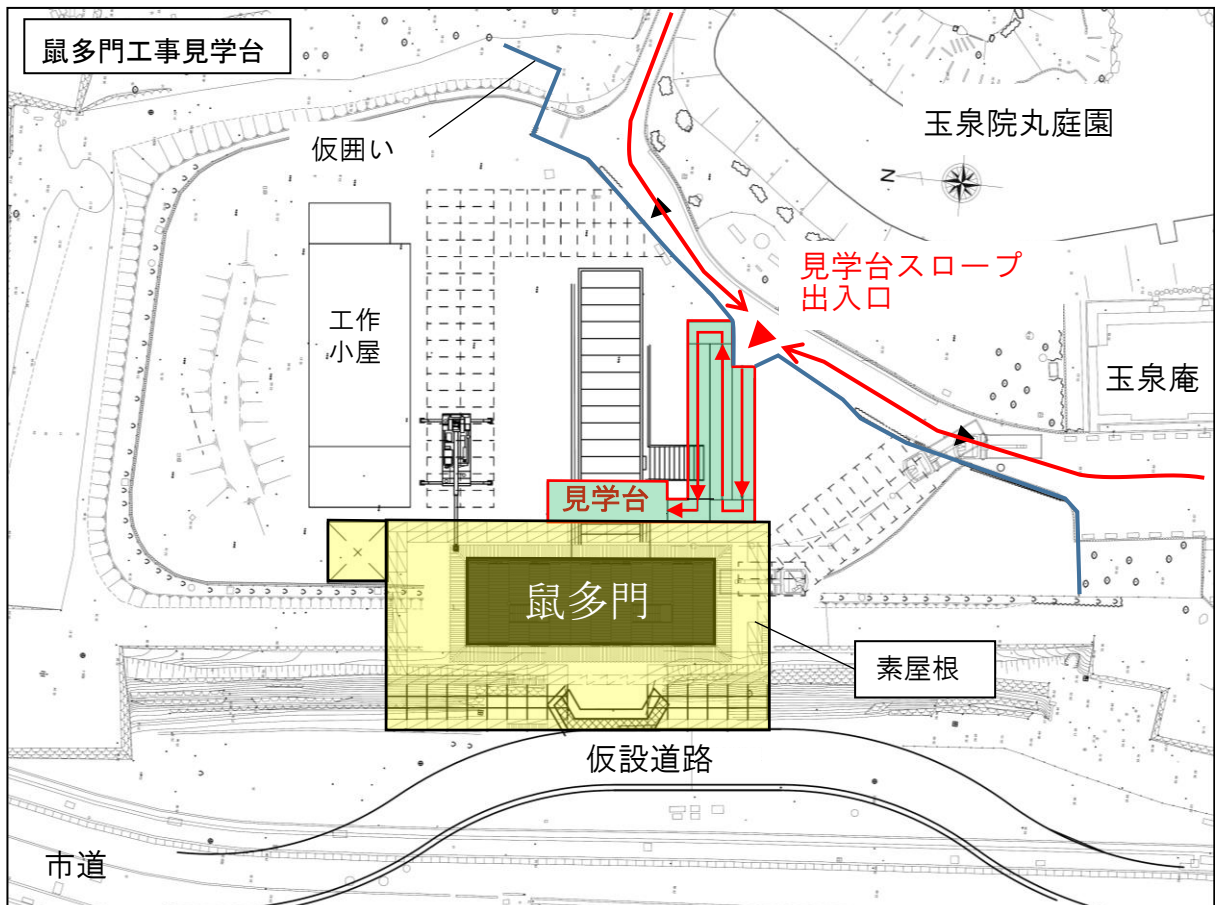 鼠多門工事見学台
玉泉院丸庭園
仮囲い
N
見学台スロープ
出入口
工作
小屋
玉泉庵
見学台
鼠多門
素屋根
仮設道路
市道